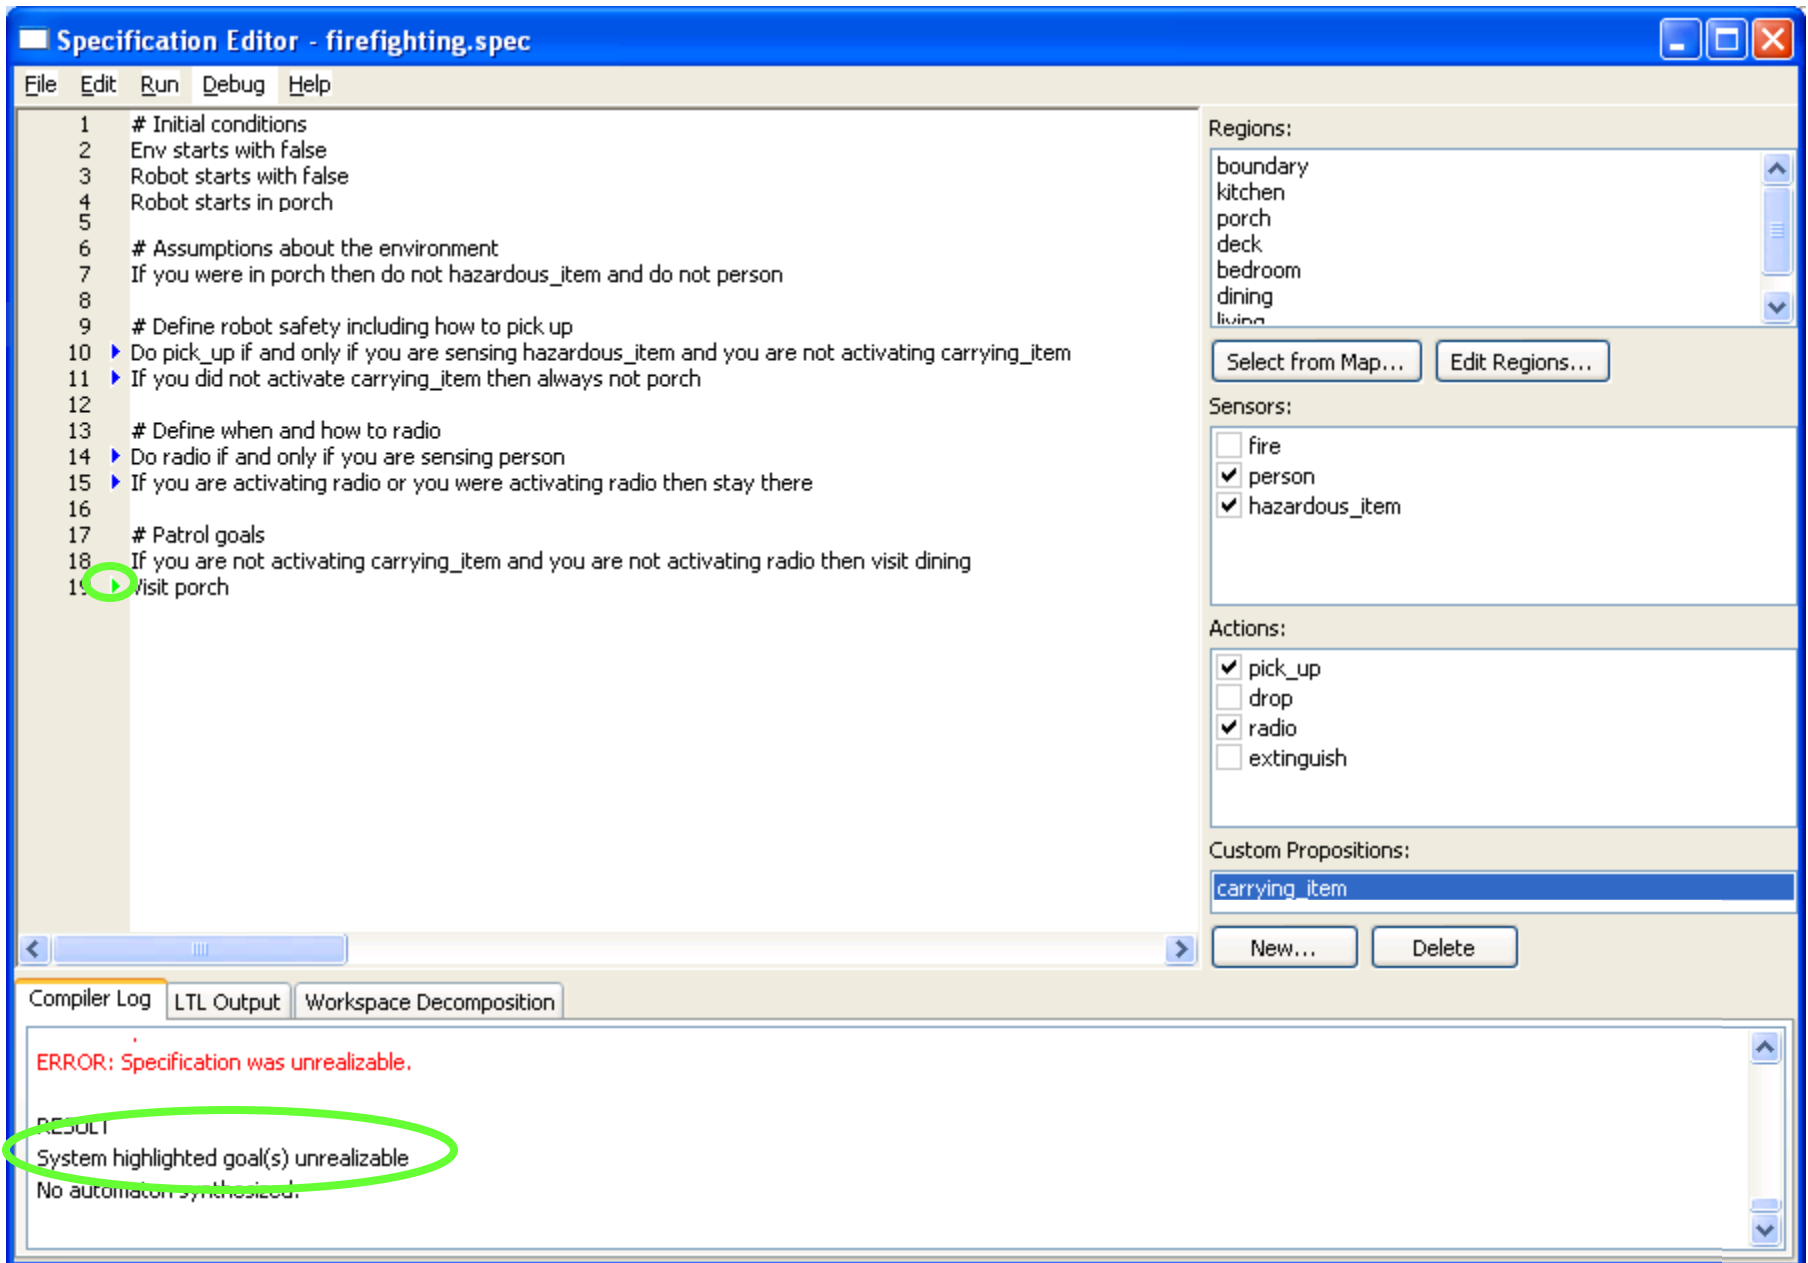 Specification Editor - firefighting.spec
File Edit Run Debug Help
1 # Initial conditions
2 Env starts with false
3 Robot starts with false
4 Robot starts in porch
5
6 # Assumptions about the environment
7 If you were in porch then do not hazardous_item and do not person
8
9 # Define robot safety including how to pick up
10 Do pick_up if and only if you are sensing hazardous_item and you are not activating carrying_item
11 If you did not activate carrying_item then always not porch
12
13 # Define when and how to radio
14 Do radio if and only if you are sensing person
15 If you are activating radio or you were activating radio then stay there
16
17 # Patrol goals
18 If you are not activating carrying_item and you are not activating radio then visit dining
19 Visit porch
Regions:
boundary
kitchen
porch
deck
bedroom
dining
living
Select from Map... Edit Regions...
Sensors:
fire
person
hazardous_item
Actions:
pick_up
drop
radio
extinguish
Custom Propositions:
carrying_item
New... Delete
Compiler Log LTL Output Workspace Decomposition
ERROR: Specification was unrealizable.
RESULT
System highlighted goal(s) unrealizable
No automaton synthesized.